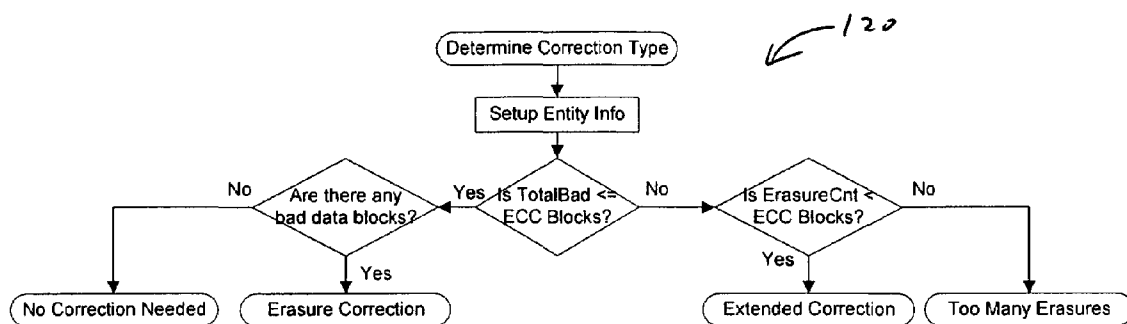 Determine Correction Type
120
Setup Entity Info
No
Are there any
bad data blocks?
Yes
Is TotalBad <=
ECC Blocks?
No
Is ErasureCnt <
ECC Blocks?
No
Yes
Yes
No Correction Needed
Erasure Correction
Extended Correction
Too Many Erasures